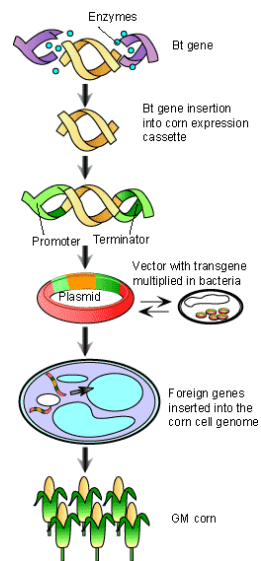 Enzymes
Bt gene
Bt gene insertion
into corn expression
cassette
Promoter
Terminator
Vector with transgene
multiplied in bacteria
Plasmid
Foreign genes
inserted into the
corn cell genome
GM corn